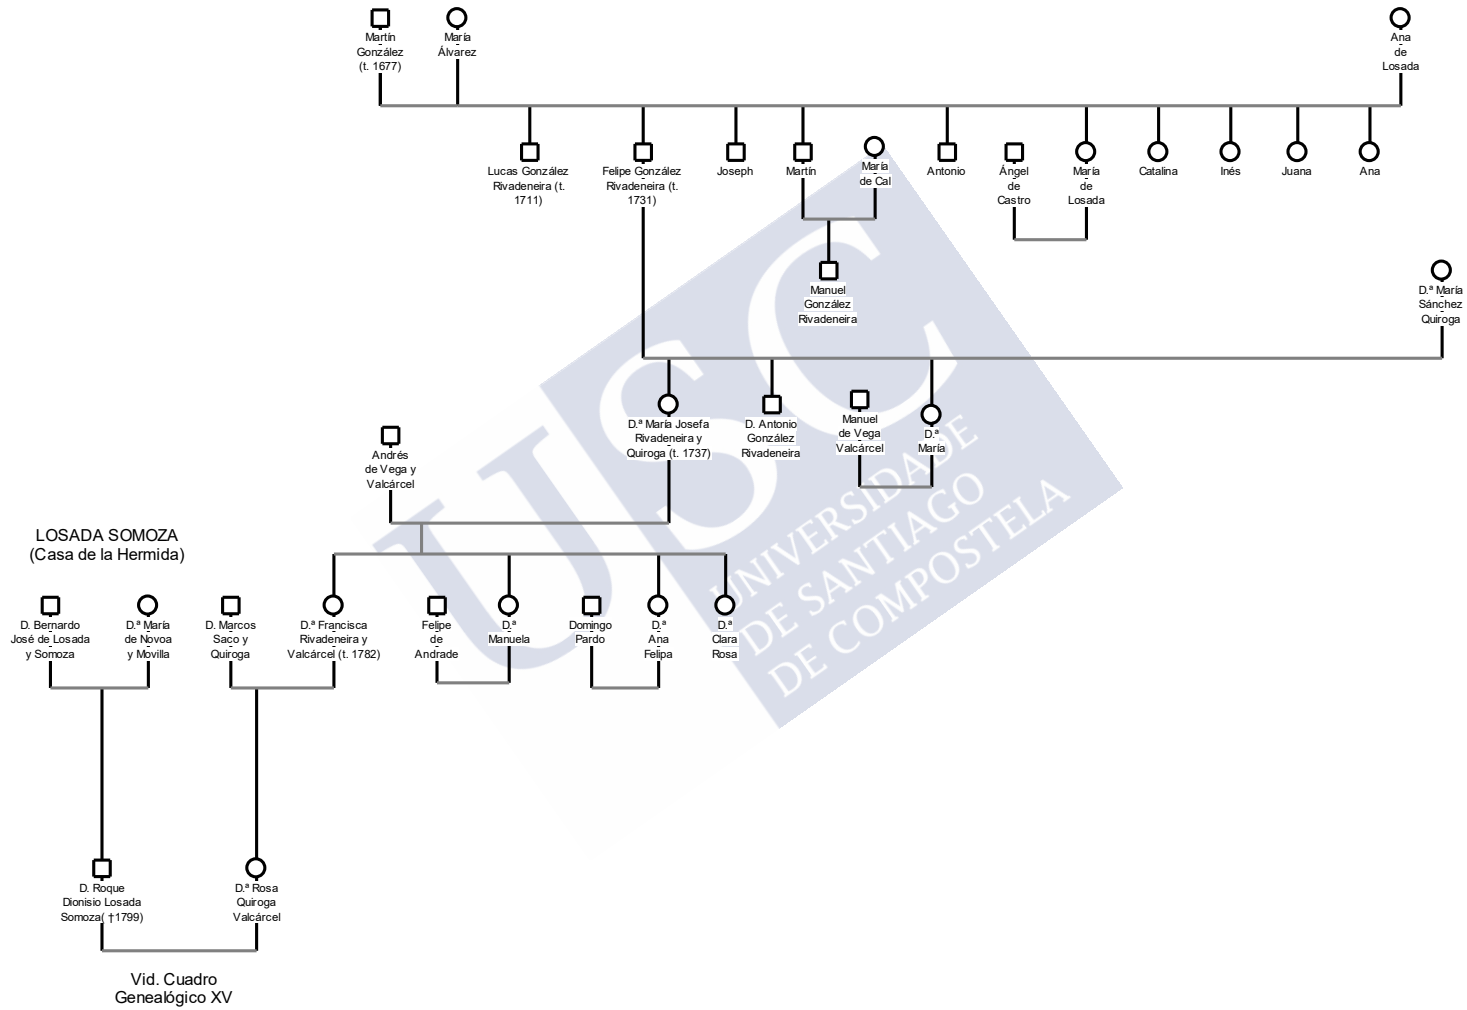 Martín
González
(t. 1677)
María
Álvarez
Ana
de
Losada
Lucas González
Rivadeneira (t.
1711)
Felipe González
Rivadeneira (t.
1731)
Joseph
Martín
María
de Cal
Antonio
Ángel
de
Castro
María
de
Losada
Catalina
Inés
Juana
Ana
Manuel
González
Rivadeneira
D.ª María
Sánchez
Quiroga
D.ª María Josefa
Rivadeneira y
Quiroga (t. 1737)
D. Antonio
González
Rivadeneira
Manuel
de Vega
Valcárcel
D.ª
María
Andrés
de Vega y
Valcárcel
LOSADA SOMOZA
(Casa de la Hermida)
D. Bernardo
José de Losada
y Somoza
D.ª María
de Novoa
y Movilla
D. Marcos
Saco y
Quiroga
D.ª Francisca
Rivadeneira y
Valcárcel (t. 1782)
Felipe
de
Andrade
D.ª
Manuela
Domingo
Pardo
D.ª
Ana
Felipa
D.ª
Clara
Rosa
D. Roque
Dionisio Losada
Somoza( †1799)
D.ª Rosa
Quiroga
Valcárcel
Vid. Cuadro
Genealógico XV
USC
UNIVERSIDADE
DE SANTIAGO
DE COMPOSTELA